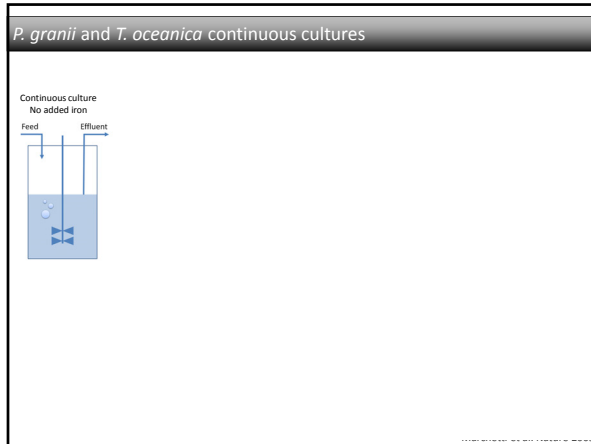 P. granii and T. oceanica continuous cultures
Continuous culture
No added iron
Feed Effluent